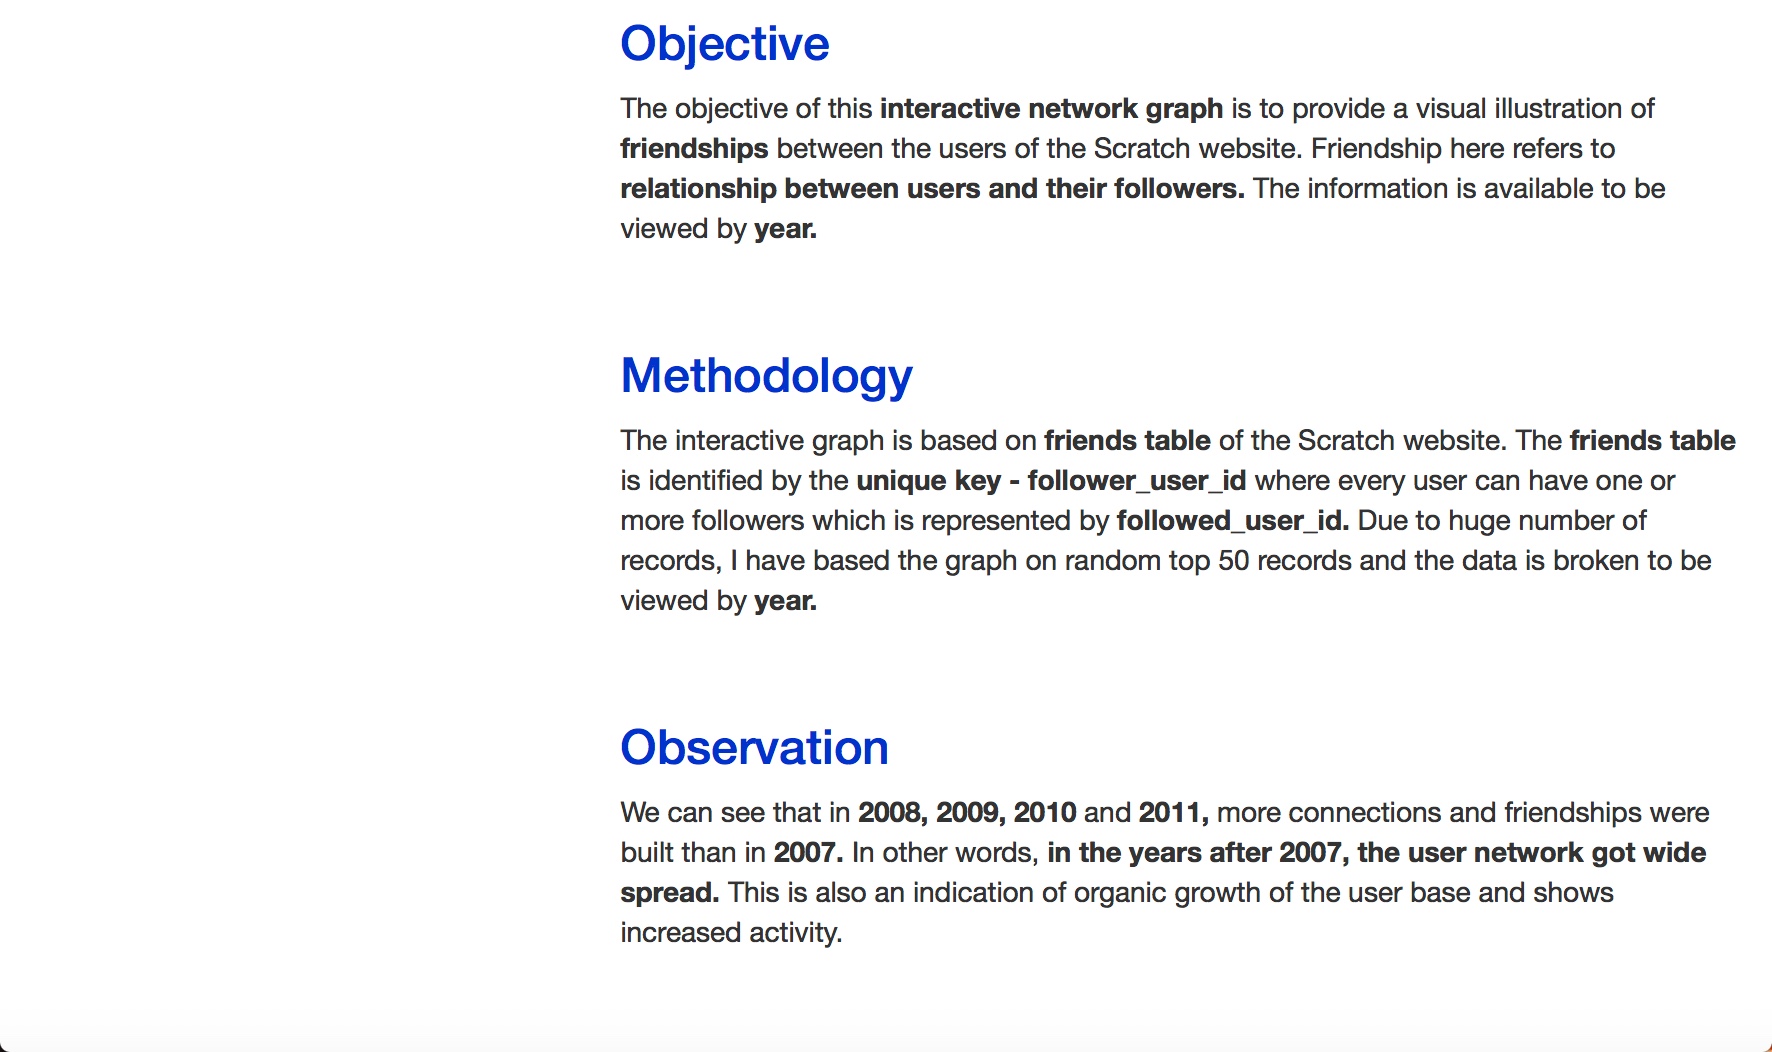 Objective
The objective of this interactive network graph is to provide a visual illustration of
friendships between the users of the Scratch website. Friendship here refers to
relationship between users and their followers. The information is available to be
viewed by year.
Methodology
The interactive graph is based on friends table of the Scratch website. The friends table
is identified by the unique key - follower_user_id where every user can have one or
more followers which is represented by followed_user_id. Due to huge number of
records, I have based the graph on random top 50 records and the data is broken to be
viewed by year.
Observation
We can see that in 2008, 2009, 2010 and 2011, more connections and friendships were
built than in 2007. In other words, in the years after 2007, the user network got wide
spread. This is also an indication of organic growth of the user base and shows
increased activity.